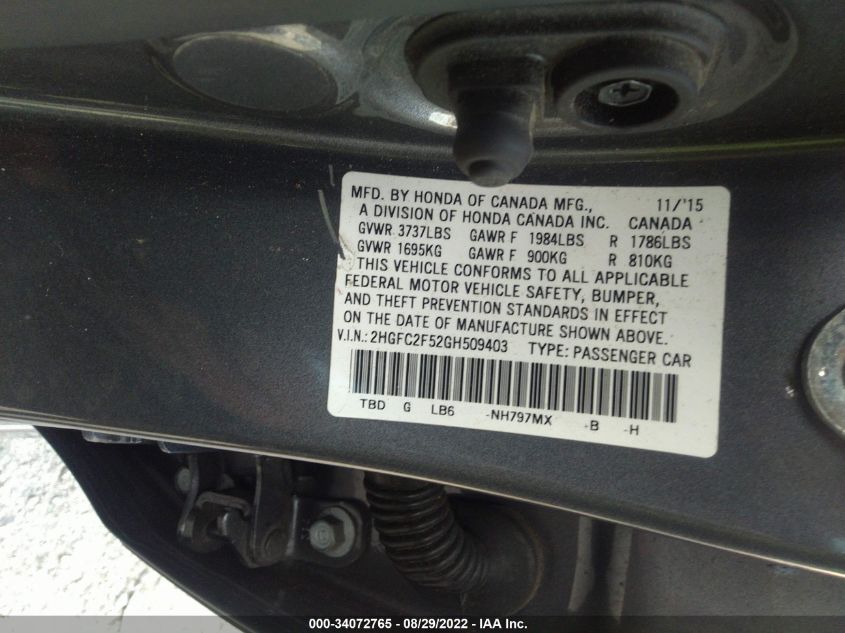 MFD. BY HONDA OF CANADA MFG., 11/'15
A DIVISION OF HONDA CANADA INC. CANADA
GVWR 3737LBS GAWR F 1984LBS R 1786LBS
GVWR 1695KG GAWR F 900KG R 810KG
THIS VEHICLE CONFORMS TO ALL APPLICABLE
FEDERAL MOTOR VEHICLE SAFETY, BUMPER,
AND THEFT PREVENTION STANDARDS IN EFFECT
ON THE DATE OF MANUFACTURE SHOWN ABOVE.
V.I.N.: 2HGFC2F52GH509403 TYPE: PASSENGER CAR
TBD G LB6 -NH797MX -B -H
000-34072765 - 08/29/2022 - IAA Inc.